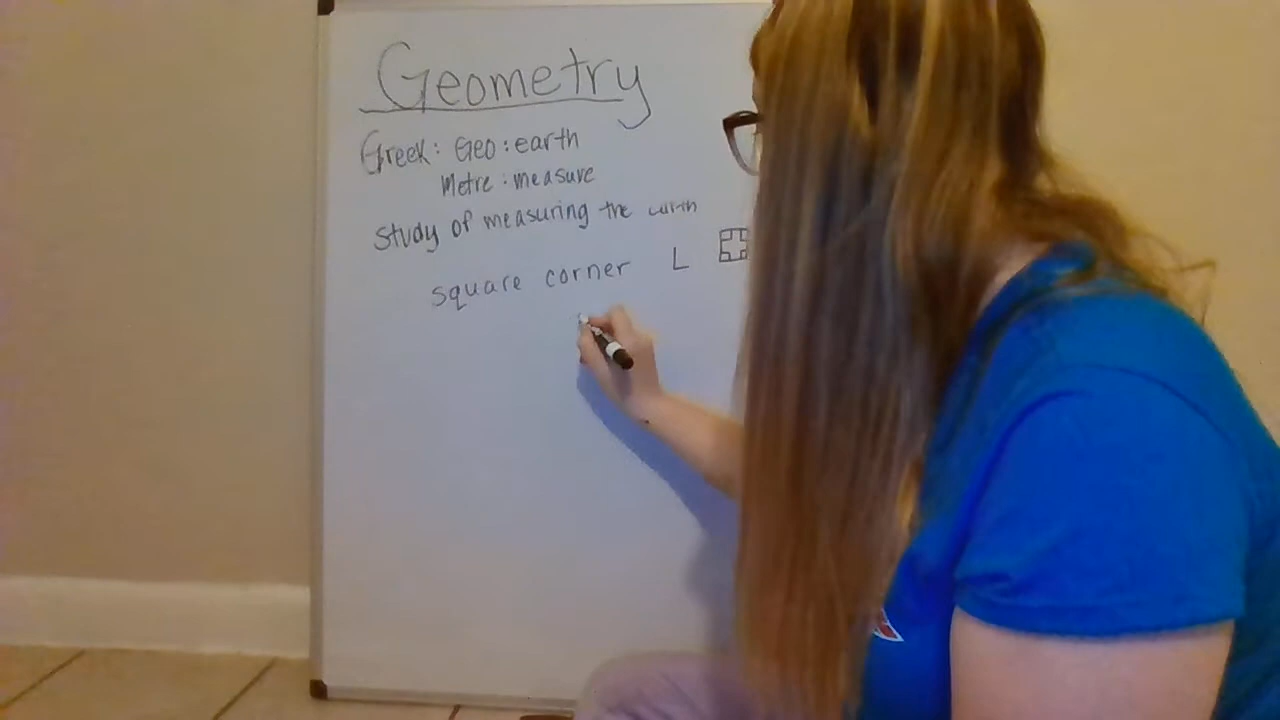 Geometry
Greek: Geo: earth
Metre: measure
study of measuring the earth
square corner L